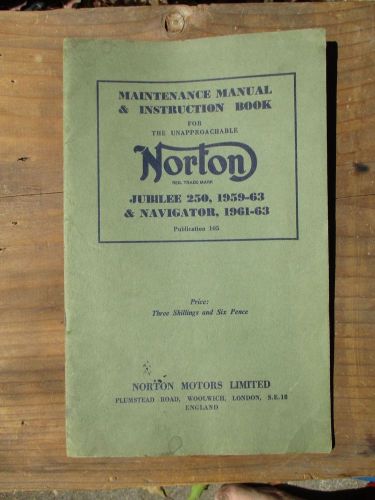 MAINTENANCE MANUAL
& INSTRUCTION BOOK
FOR
THE UNAPPROACHABLE
Norton
REG. TRADE MARK
JUBILEE 250, 1959-63
& NAVIGATOR, 1961-63
Publication 105
Price:
Three Shillings and Six Pence
NORTON MOTORS LIMITED
PLUMSTEAD ROAD, WOOLWICH, LONDON, S.E.18
ENGLAND